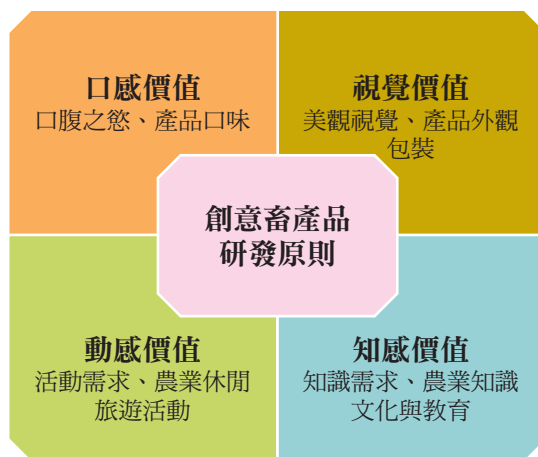 口感價值
口腹之慾、產品口味
視覺價值
美觀視覺、產品外觀
包裝
創意畜產品
研發原則
動感價值
活動需求、農業休閒
旅遊活動
知感價值
知識需求、農業知識
文化與教育